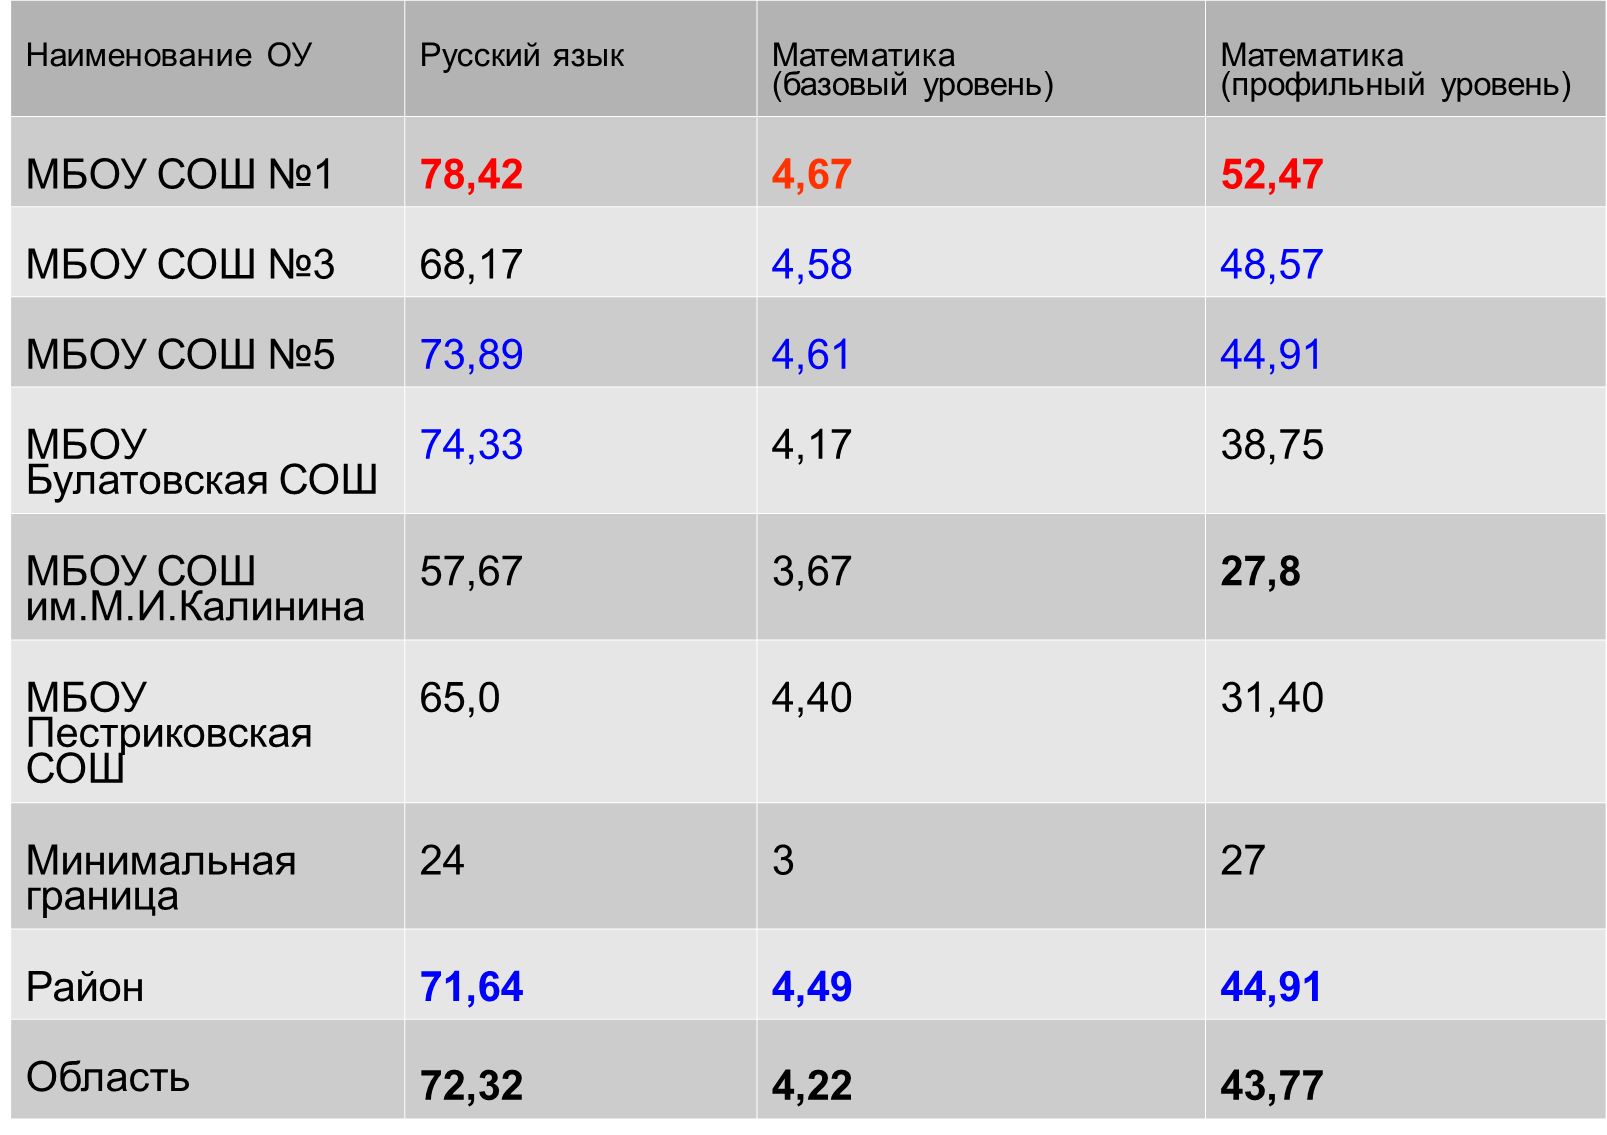 Наименование ОУ
Русский язык
Математика
(базовый уровень)
Математика
(профильный уровень)
МБОУ СОШ №1
78,42
4,67
52,47
МБОУ СОШ №3
68,17
4,58
48,57
МБОУ СОШ №5
73,89
4,61
44,91
МБОУ
Булатовская СОШ
74,33
4,17
38,75
МБОУ СОШ
им.М.И.Калинина
57,67
3,67
27,8
МБОУ
Пестриковская
СОШ
65,0
4,40
31,40
Минимальная
граница
24
3
27
Район
71,64
4,49
44,91
Область
72,32
4,22
43,77